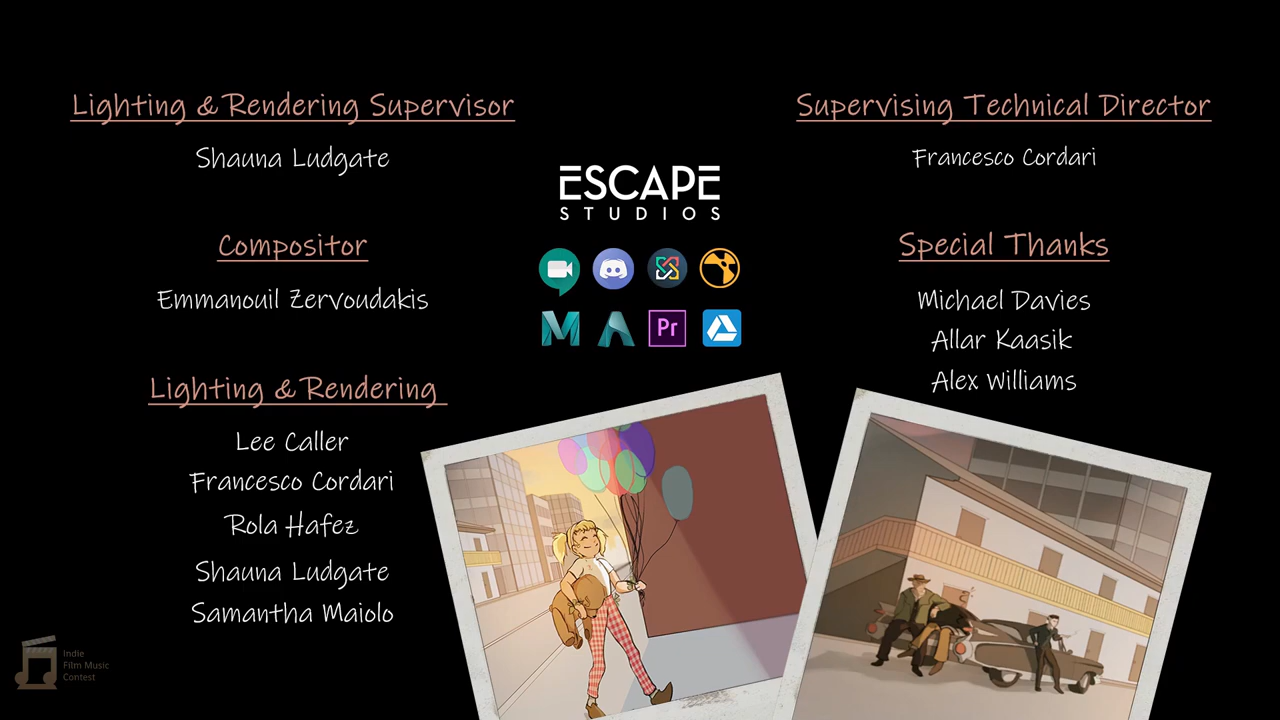 Lighting & Rendering Supervisor
Shauna Ludgate
Compositor
Emmanouil Zervoudakis
Lighting & Rendering
Lee Caller
Francesco Cordari
Rola Hafez
Shauna Ludgate
Samantha Maiolo
ESCAPE
STUDIOS
M
A
Pr
Supervising Technical Director
Francesco Cordari
Special Thanks
Michael Davies
Allar Kaasik
Alex Williams
Indie
Film Music
Contest